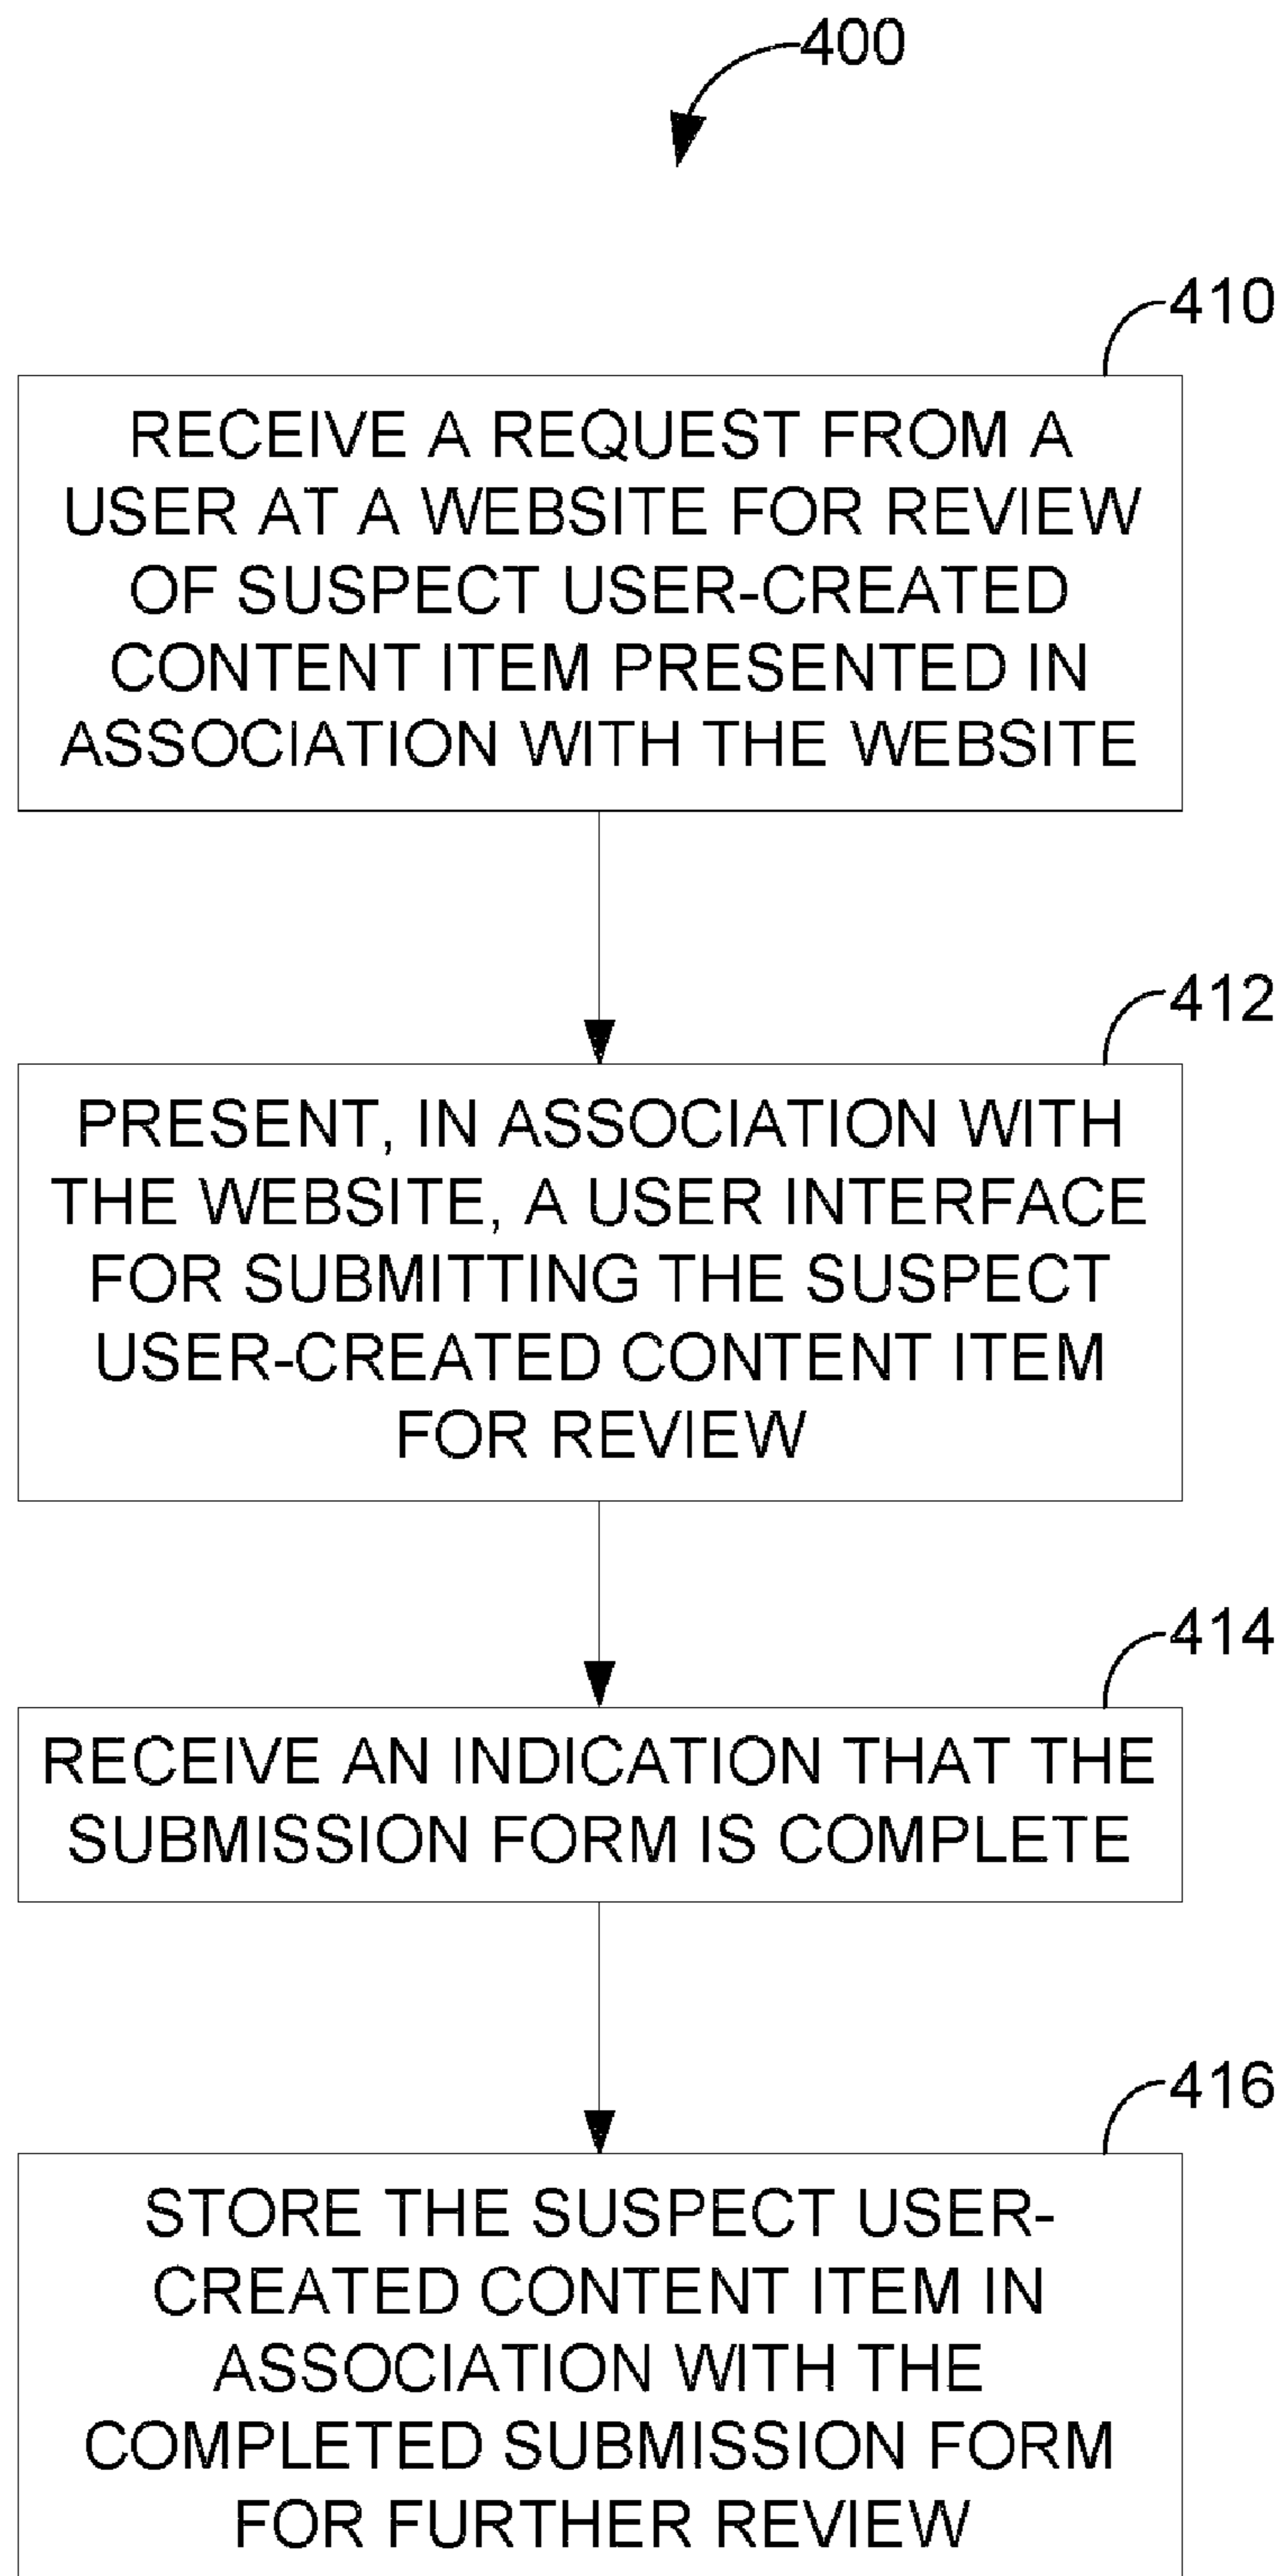 400
410
RECEIVE A REQUEST FROM A
USER AT A WEBSITE FOR REVIEW
OF SUSPECT USER-CREATED
CONTENT ITEM PRESENTED IN
ASSOCIATION WITH THE WEBSITE
412
PRESENT, IN ASSOCIATION WITH
THE WEBSITE, A USER INTERFACE
FOR SUBMITTING THE SUSPECT
USER-CREATED CONTENT ITEM
FOR REVIEW
414
RECEIVE AN INDICATION THAT THE
SUBMISSION FORM IS COMPLETE
416
STORE THE SUSPECT USER-
CREATED CONTENT ITEM IN
ASSOCIATION WITH THE
COMPLETED SUBMISSION FORM
FOR FURTHER REVIEW